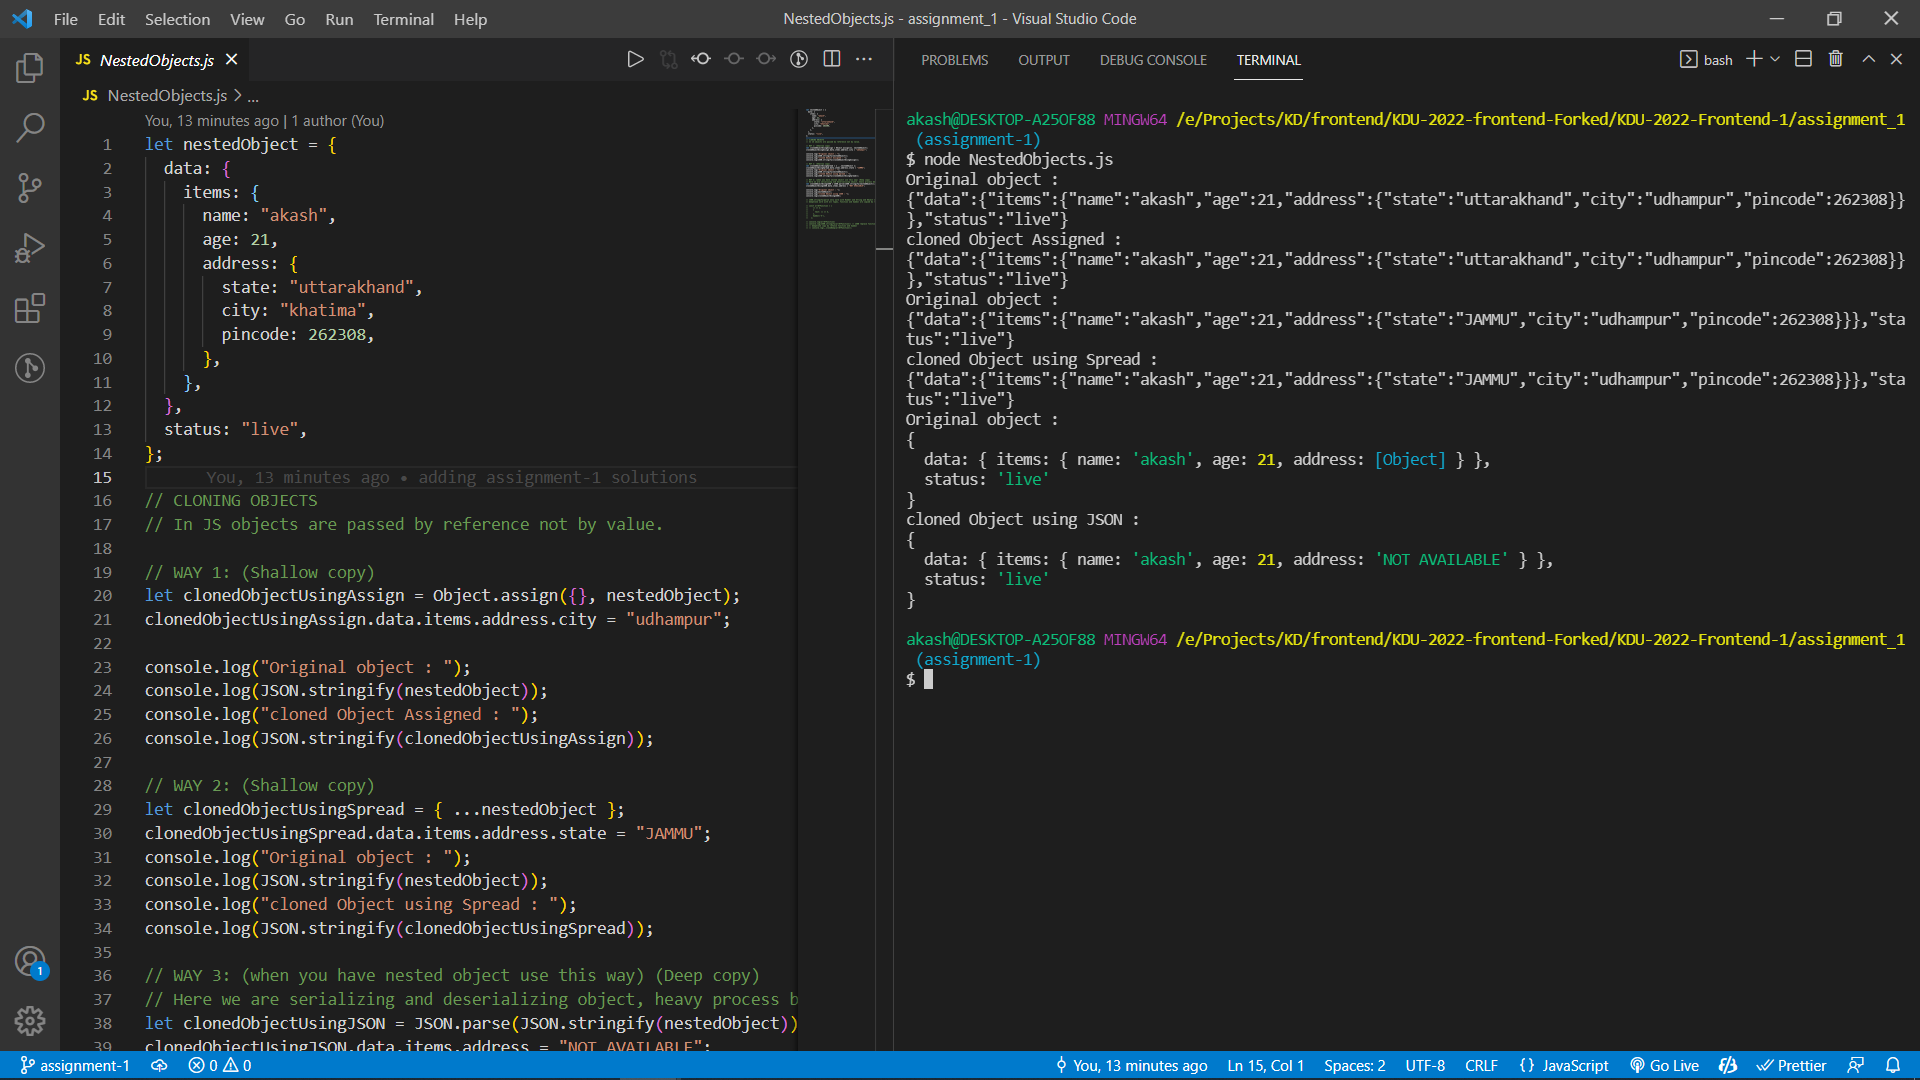 File Edit Selection View Go Run Terminal Help
NestedObjects.js - assignment_1 - Visual Studio Code
JS NestedObjects.js
JS NestedObjects.js > ...
You, 13 minutes ago | 1 author (You)
1 let nestedObject = {
2 data: {
3 items: {
4 name: "akash",
5 age: 21,
6 address: {
7 state: "uttarakhand",
8 city: "khatima",
9 pincode: 262308,
10 },
11 },
12 },
13 status: "live",
14 };
15 You, 13 minutes ago • adding assignment-1 solutions
16 // CLONING OBJECTS
17 // In JS objects are passed by reference not by value.
18
19 // WAY 1: (Shallow copy)
20 let clonedObjectUsingAssign = Object.assign({}, nestedObject);
21 clonedObjectUsingAssign.data.items.address.city = "udhampur";
22
23 console.log("Original object : ");
24 console.log(JSON.stringify(nestedObject));
25 console.log("cloned Object Assigned : ");
26 console.log(JSON.stringify(clonedObjectUsingAssign));
27
28 // WAY 2: (Shallow copy)
29 let clonedObjectUsingSpread = { ...nestedObject };
30 clonedObjectUsingSpread.data.items.address.state = "JAMMU";
31 console.log("Original object : ");
32 console.log(JSON.stringify(nestedObject));
33 console.log("cloned Object using Spread : ");
34 console.log(JSON.stringify(clonedObjectUsingSpread));
35
36 // WAY 3: (when you have nested object use this way) (Deep copy)
37 // Here we are serializing and deserializing object, heavy process b
38 let clonedObjectUsingJSON = JSON.parse(JSON.stringify(nestedObject))
39 clonedObjectUsingJSON.data.items.address = "NOT AVAILABLE";
PROBLEMS OUTPUT DEBUG CONSOLE TERMINAL
bash
akash@DESKTOP-A25OF88 MINGW64 /e/Projects/KD/frontend/KDU-2022-frontend-Forked/KDU-2022-Frontend-1/assignment_1
(assignment-1)
$ node NestedObjects.js
Original object :
{"data":{"items":{"name":"akash","age":21,"address":{"state":"uttarakhand","city":"udhampur","pincode":262308}}
},"status":"live"}
cloned Object Assigned :
{"data":{"items":{"name":"akash","age":21,"address":{"state":"uttarakhand","city":"udhampur","pincode":262308}}
},"status":"live"}
Original object :
{"data":{"items":{"name":"akash","age":21,"address":{"state":"JAMMU","city":"udhampur","pincode":262308}}},"sta
tus":"live"}
cloned Object using Spread :
{"data":{"items":{"name":"akash","age":21,"address":{"state":"JAMMU","city":"udhampur","pincode":262308}}},"sta
tus":"live"}
Original object :
{
data: { items: { name: 'akash', age: 21, address: [Object] } },
status: 'live'
}
cloned Object using JSON :
{
data: { items: { name: 'akash', age: 21, address: 'NOT AVAILABLE' } },
status: 'live'
}
akash@DESKTOP-A25OF88 MINGW64 /e/Projects/KD/frontend/KDU-2022-frontend-Forked/KDU-2022-Frontend-1/assignment_1
(assignment-1)
$
1
assignment-1 0 0 You, 13 minutes ago Ln 15, Col 1 Spaces: 2 UTF-8 CRLF {} JavaScript Go Live Prettier